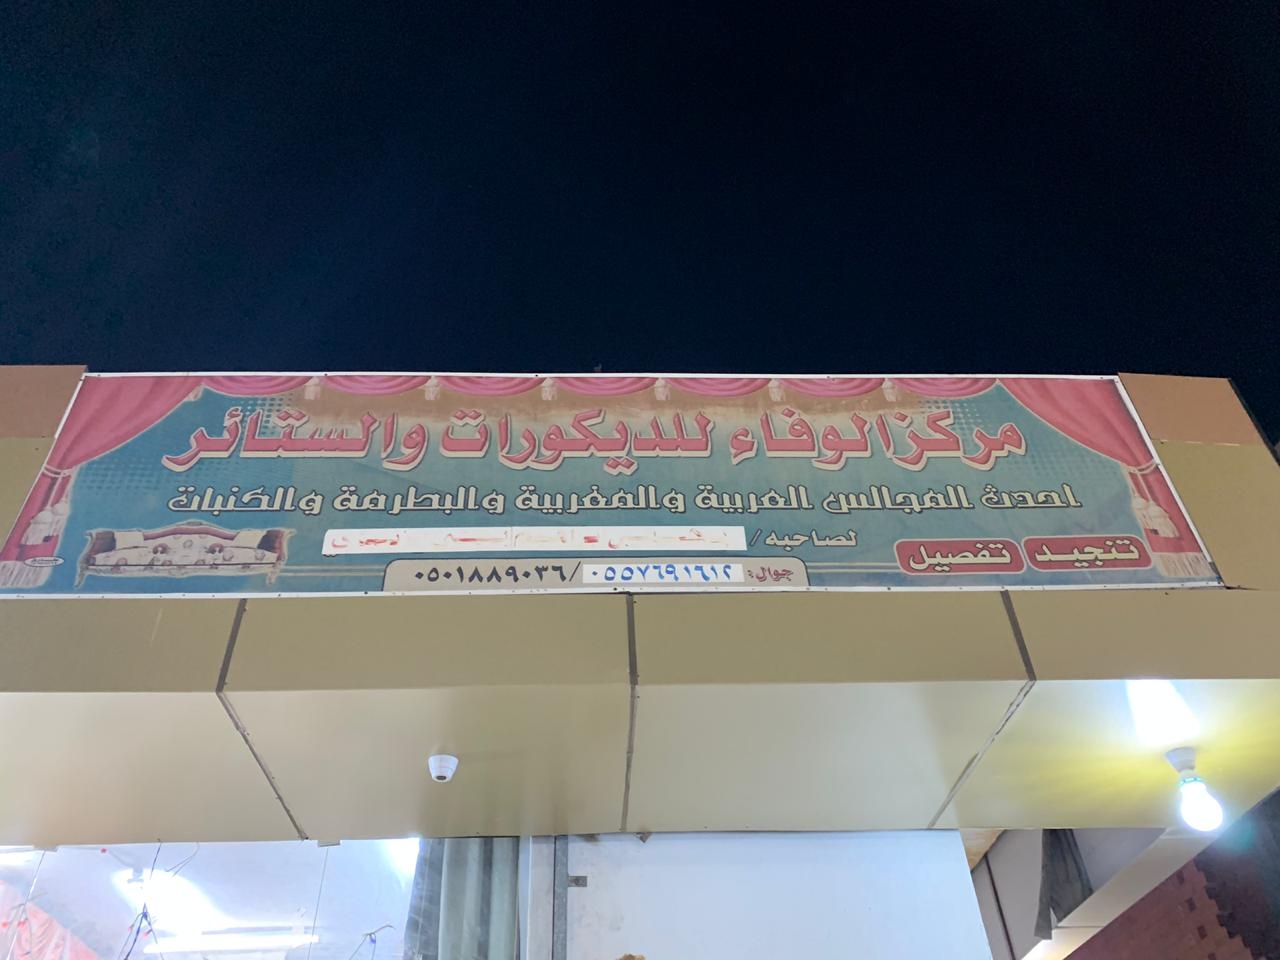 مركز الوفاء للديكورات والستائر
احدث المجالس العربية والمغربية والبطرمة والكنبات
لصاحبه /
تنجيد تفصيل
جوال: ٠٥٥٧٦٩١٦١٢/٠٥٠١٨٨٩٠٣٦